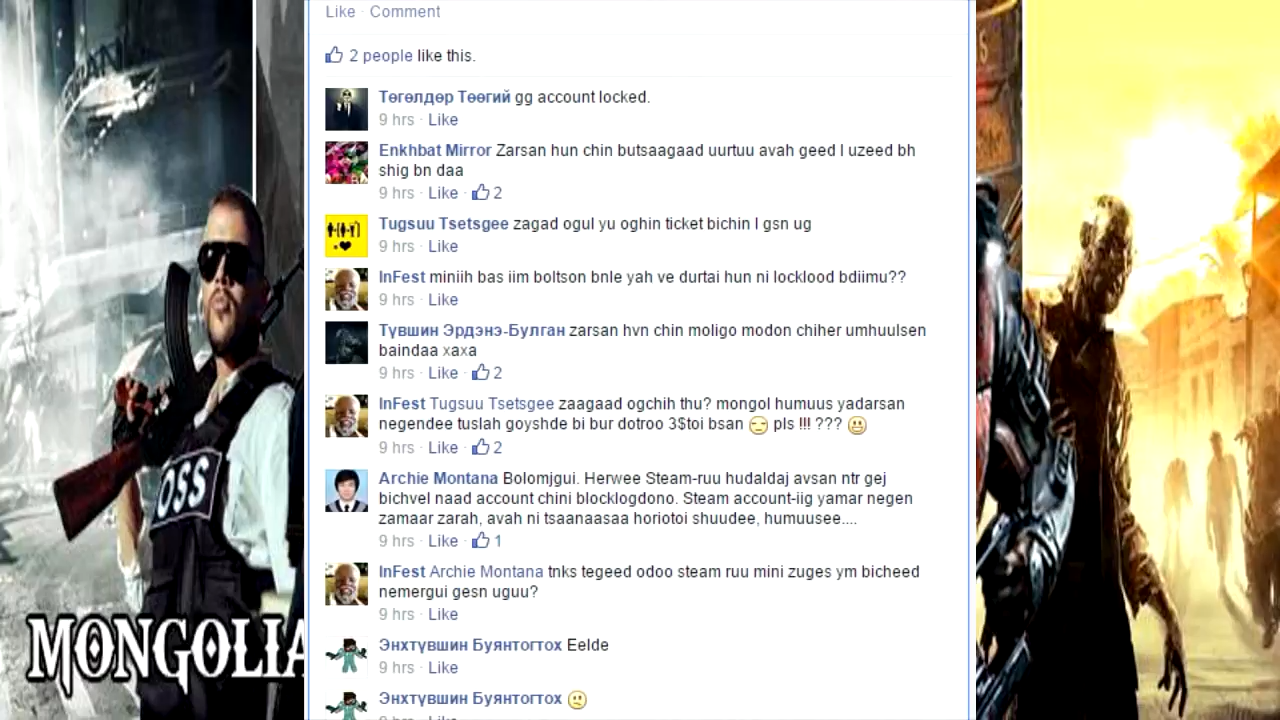 Like · Comment
2 people like this.
Төгөлдөр Төөгий gg account locked.
9 hrs · Like
Enkhbat Mirror Zarsan hun chin butsaagaad uurtuu avah geed l uzeed bh
shig bn daa
9 hrs · Like · 2
Tugsuu Tsetsgee zagad ogul yu oghin ticket bichin l gsn ug
9 hrs · Like
InFest miniih bas iim boltson bnle yah ve durtai hun ni locklood bdiimu??
9 hrs · Like
Түвшин Эрдэнэ-Булган zarsan hvn chin moligo modon chiher umhuulsen
baindaa xaxa
9 hrs · Like · 2
InFest Tugsuu Tsetsgee zaagaad ogchih thu? mongol humuus yadarsan
negendee tuslah goyshde bi bur dotroo 3$toi bsan 😔 pls !!! ??? 😀
9 hrs · Like · 2
Archie Montana Bolomjgui. Herwee Steam-ruu hudaldaj avsan ntr gej
bichvel naad account chini blocklogdono. Steam account-iig yamar negen
zamaar zarah, avah ni tsaanaasaa horiotoi shuudee, humuusee....
9 hrs · Like · 1
InFest Archie Montana tnks tegeed odoo steam ruu mini zuges ym bicheed
nemergui gesn uguu?
9 hrs · Like
Энхтүвшин Буянтогтох Eelde
9 hrs · Like
Энхтүвшин Буянтогтох 😕
9 hrs · Like
OSS
MONGOLIA